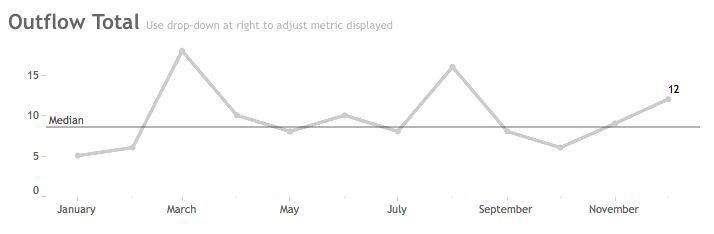 Outflow Total Use drop-down at right to adjust metric displayed
15
12
10
Median
5
0
January March May July September November